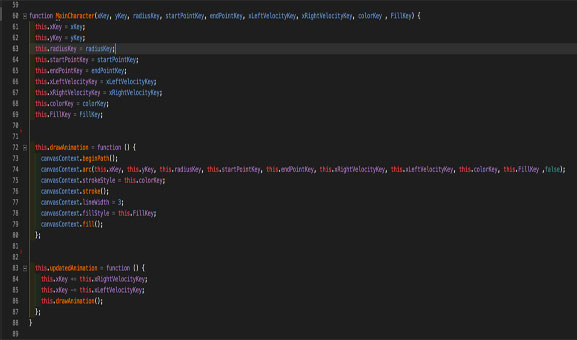 59
60 function MainCharacter(xKey, yKey, radiusKey, startPointKey, endPointKey, xLeftVelocityKey, xRightVelocityKey, colorKey , FillKey) {
61 this.xKey = xKey;
62 this.yKey = yKey;
63 this.radiusKey = radiusKey;
64 this.startPointKey = startPointKey;
65 this.endPointKey = endPointKey;
66 this.xLeftVelocityKey = xLeftVelocityKey;
67 this.xRightVelocityKey = xRightVelocityKey;
68 this.colorKey = colorKey;
69 this.FillKey = FillKey;
70
71
72 this.drawAnimation = function () {
73 canvasContext.beginPath();
74 canvasContext.arc(this.xKey, this.yKey, this.radiusKey, this.startPointKey, this.endPointKey, this.xRightVelocityKey, this.xLeftVelocityKey, this.colorKey, this.FillKey ,false);
75 canvasContext.strokeStyle = this.colorKey;
76 canvasContext.stroke();
77 canvasContext.lineWidth = 3;
78 canvasContext.fillStyle = this.FillKey;
79 canvasContext.fill();
80 };
81
82
83 this.updatedAnimation = function () {
84 this.xKey += this.xRightVelocityKey;
85 this.xKey -= this.xLeftVelocityKey;
86 this.drawAnimation();
87 };
88 }
89